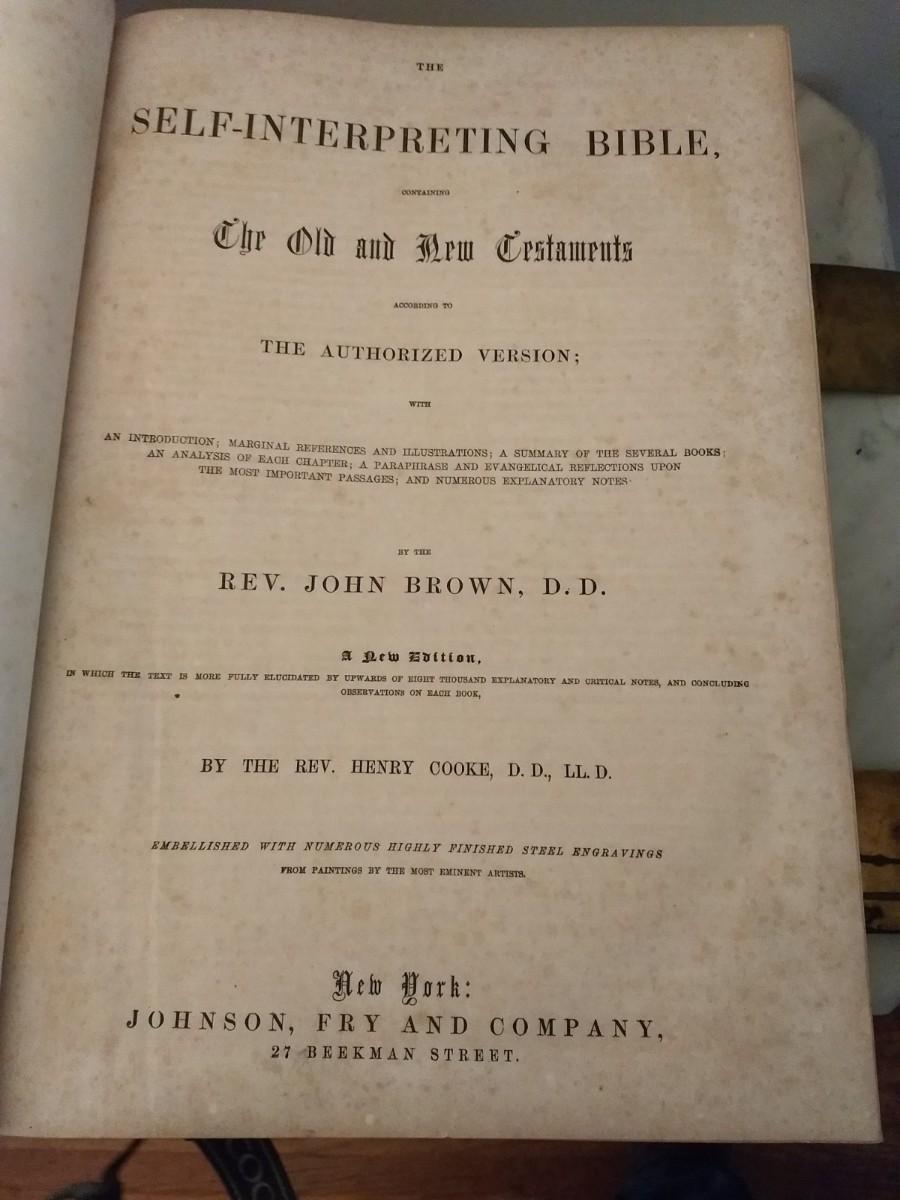 THE
SELF-INTERPRETING BIBLE,
CONTAINING
The Old and New Testaments
ACCORDING TO
THE AUTHORIZED VERSION;
WITH
AN INTRODUCTION; MARGINAL REFERENCES AND ILLUSTRATIONS; A SUMMARY OF THE SEVERAL BOOKS;
AN ANALYSIS OF EACH CHAPTER; A PARAPHRASE AND EVANGELICAL REFLECTIONS UPON
THE MOST IMPORTANT PASSAGES; AND NUMEROUS EXPLANATORY NOTES.
BY THE
REV. JOHN BROWN, D. D.
A New Edition,
IN WHICH THE TEXT IS MORE FULLY ELUCIDATED BY UPWARDS OF EIGHT THOUSAND EXPLANATORY AND CRITICAL NOTES, AND CONCLUDING
OBSERVATIONS ON EACH BOOK,
BY THE REV. HENRY COOKE, D. D., LL. D.
EMBELLISHED WITH NUMEROUS HIGHLY FINISHED STEEL ENGRAVINGS
FROM PAINTINGS BY THE MOST EMINENT ARTISTS.
New York:
JOHNSON, FRY AND COMPANY,
27 BEEKMAN STREET.